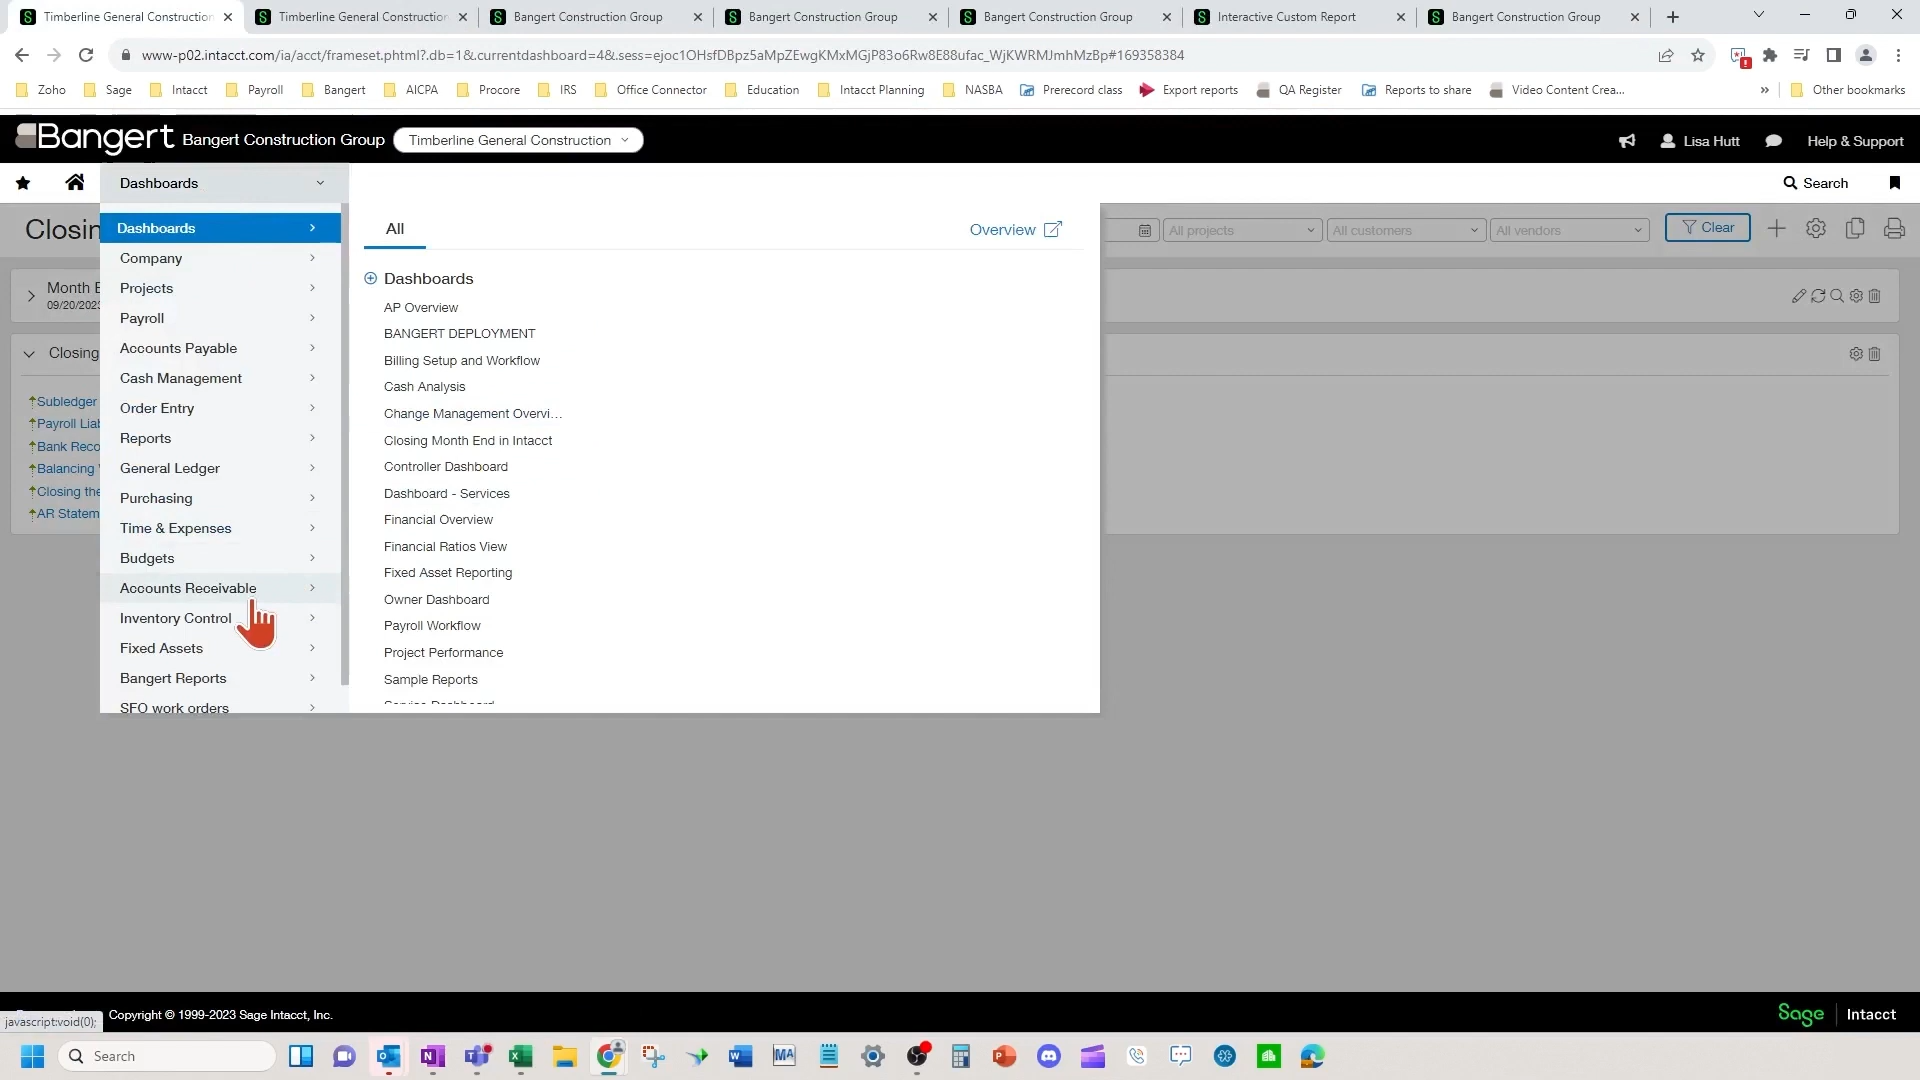 Timberline General Construction
Timberline General Construction
Bangert Construction Group
Bangert Construction Group
Bangert Construction Group
Interactive Custom Report
Bangert Construction Group
www-p02.intacct.com/ia/acct/frameset.phtml?.db=1&.currentdashboard=4&.sess=ejoc1OHsfDBpz5aMpZEwgKMxMGjP83o6Rw8E88ufac_WjKWRMJmhMzBp#169358384
Zoho
Sage
Intacct
Payroll
Bangert
AICPA
Procore
IRS
Office Connector
Education
Intacct Planning
NASBA
Prerecord class
Export reports
QA Register
Reports to share
Video Content Crea...
»
Other bookmarks
Bangert
Bangert Construction Group
Timberline General Construction
Lisa Hutt
Help & Support
Dashboards
Search
Closin
All projects
All customers
All vendors
Clear
Month E
09/20/2023
Closing
Subledger
Payroll Liab
Bank Reco
Balancing
Closing the
AR Statem
Dashboards
Company
Projects
Payroll
Accounts Payable
Cash Management
Order Entry
Reports
General Ledger
Purchasing
Time & Expenses
Budgets
Accounts Receivable
Inventory Control
Fixed Assets
Bangert Reports
SFO work orders
All
Overview
Dashboards
AP Overview
BANGERT DEPLOYMENT
Billing Setup and Workflow
Cash Analysis
Change Management Overvi...
Closing Month End in Intacct
Controller Dashboard
Dashboard - Services
Financial Overview
Financial Ratios View
Fixed Asset Reporting
Owner Dashboard
Payroll Workflow
Project Performance
Sample Reports
javascript:void(0);
Copyright © 1999-2023 Sage Intacct, Inc.
Sage
Intacct
Search